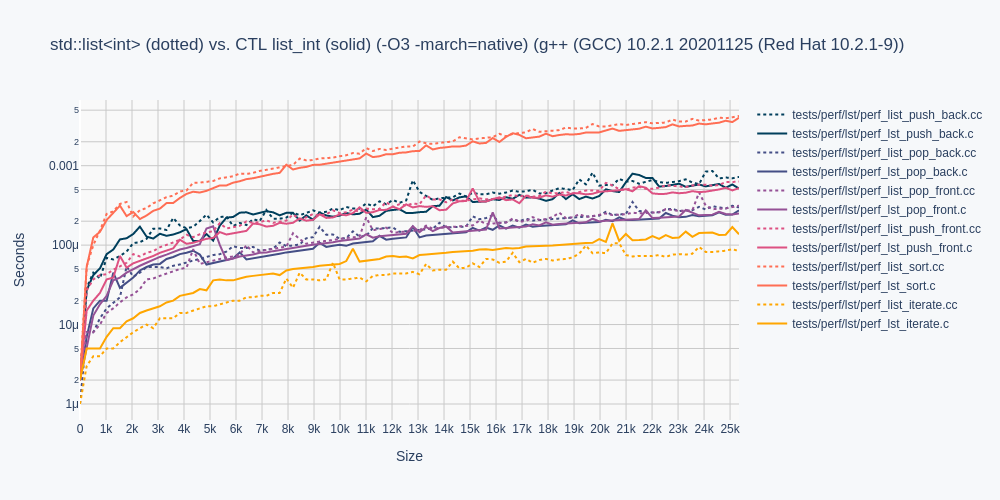 std::list<int> (dotted) vs. CTL list_int (solid) (-O3 -march=native) (g++ (GCC) 10.2.1 20201125 (Red Hat 10.2.1-9))
5
2
0.001
5
2
100μ
5
2
10μ
5
2
1μ
Seconds
0 1k 2k 3k 4k 5k 6k 7k 8k 9k 10k 11k 12k 13k 14k 15k 16k 17k 18k 19k 20k 21k 22k 23k 24k 25k
Size
tests/perf/lst/perf_list_push_back.cc
tests/perf/lst/perf_lst_push_back.c
tests/perf/lst/perf_list_pop_back.cc
tests/perf/lst/perf_lst_pop_back.c
tests/perf/lst/perf_list_pop_front.cc
tests/perf/lst/perf_lst_pop_front.c
tests/perf/lst/perf_list_push_front.cc
tests/perf/lst/perf_lst_push_front.c
tests/perf/lst/perf_list_sort.cc
tests/perf/lst/perf_lst_sort.c
tests/perf/lst/perf_list_iterate.cc
tests/perf/lst/perf_lst_iterate.c